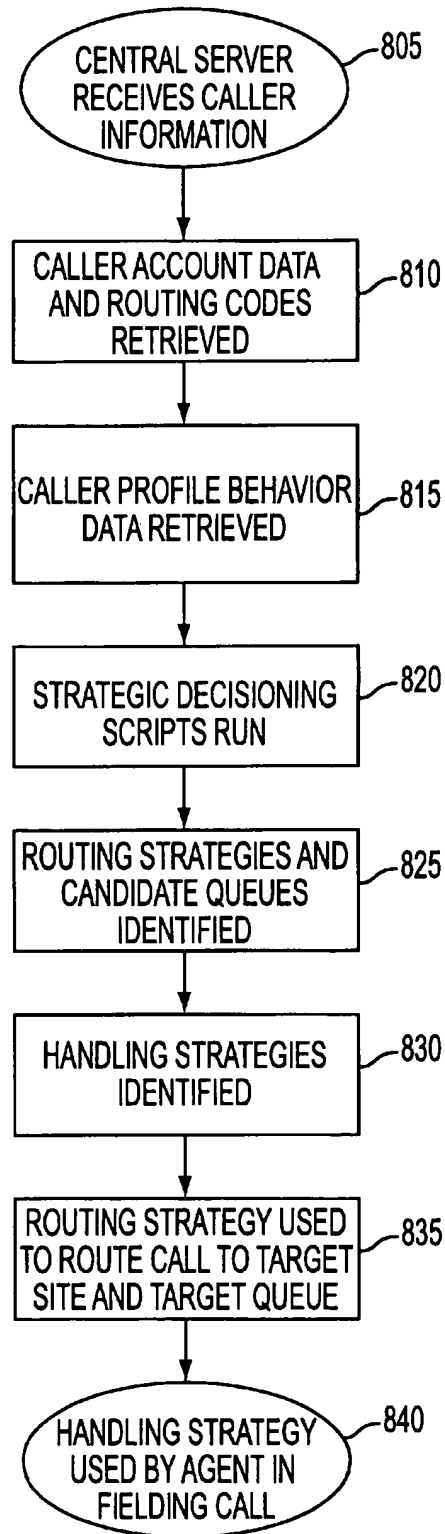 CENTRAL SERVER
RECEIVES CALLER
INFORMATION
805
CALLER ACCOUNT DATA
AND ROUTING CODES
RETRIEVED
810
CALLER PROFILE BEHAVIOR
DATA RETRIEVED
815
STRATEGIC DECISIONING
SCRIPTS RUN
820
ROUTING STRATEGIES AND
CANDIDATE QUEUES
IDENTIFIED
825
HANDLING STRATEGIES
IDENTIFIED
830
ROUTING STRATEGY USED
TO ROUTE CALL TO TARGET
SITE AND TARGET QUEUE
835
HANDLING STRATEGY
USED BY AGENT IN
FIELDING CALL
840